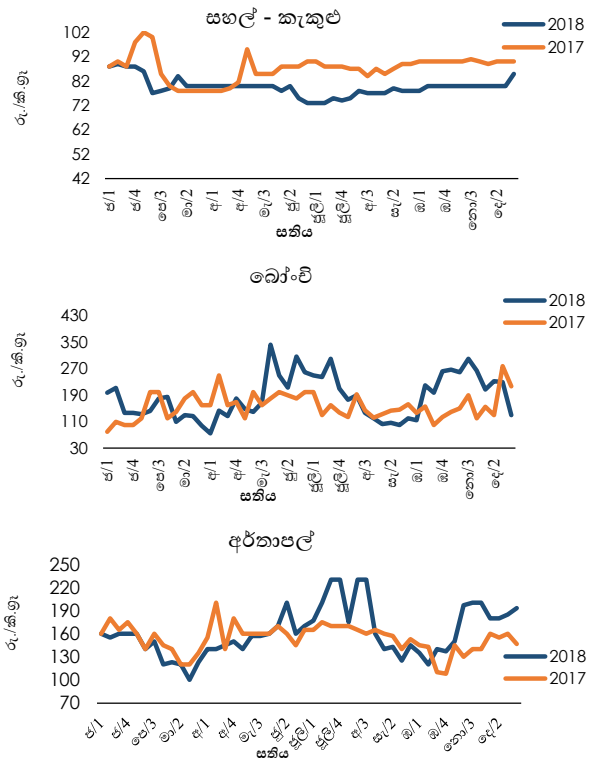 සහල් - කැකුළු
2018
2017
රු./කි.ග්‍රෑ
102
92
82
72
62
52
42
ජ/1
ජ/4
පෙ/3
මා/2
අ/1
අ/4
මැ/3
ජූ/2
ජූලි/1
ජූලි/4
අ/3
සැ/2
ඔ/1
ඔ/4
නො/3
දෙ/2
සතිය
බෝංචි
2018
2017
රු./කි.ග්‍රෑ
430
350
270
190
110
30
ජ/1
ජ/4
පෙ/3
මා/2
අ/1
අ/4
මැ/3
ජූ/2
ජූලි/1
ජූලි/4
අ/3
සැ/2
ඔ/1
ඔ/4
නො/3
දෙ/2
සතිය
අර්තාපල්
රු./කි.ග්‍රෑ
250
220
190
160
130
100
70
2018
2017
ජ/1
ජ/4
පෙ/3
මා/2
අ/1
අ/4
මැ/3
ජූ/2
ජූලි/1
ජූලි/4
අ/3
සැ/2
ඔ/1
ඔ/4
නො/3
දෙ/2
සතිය